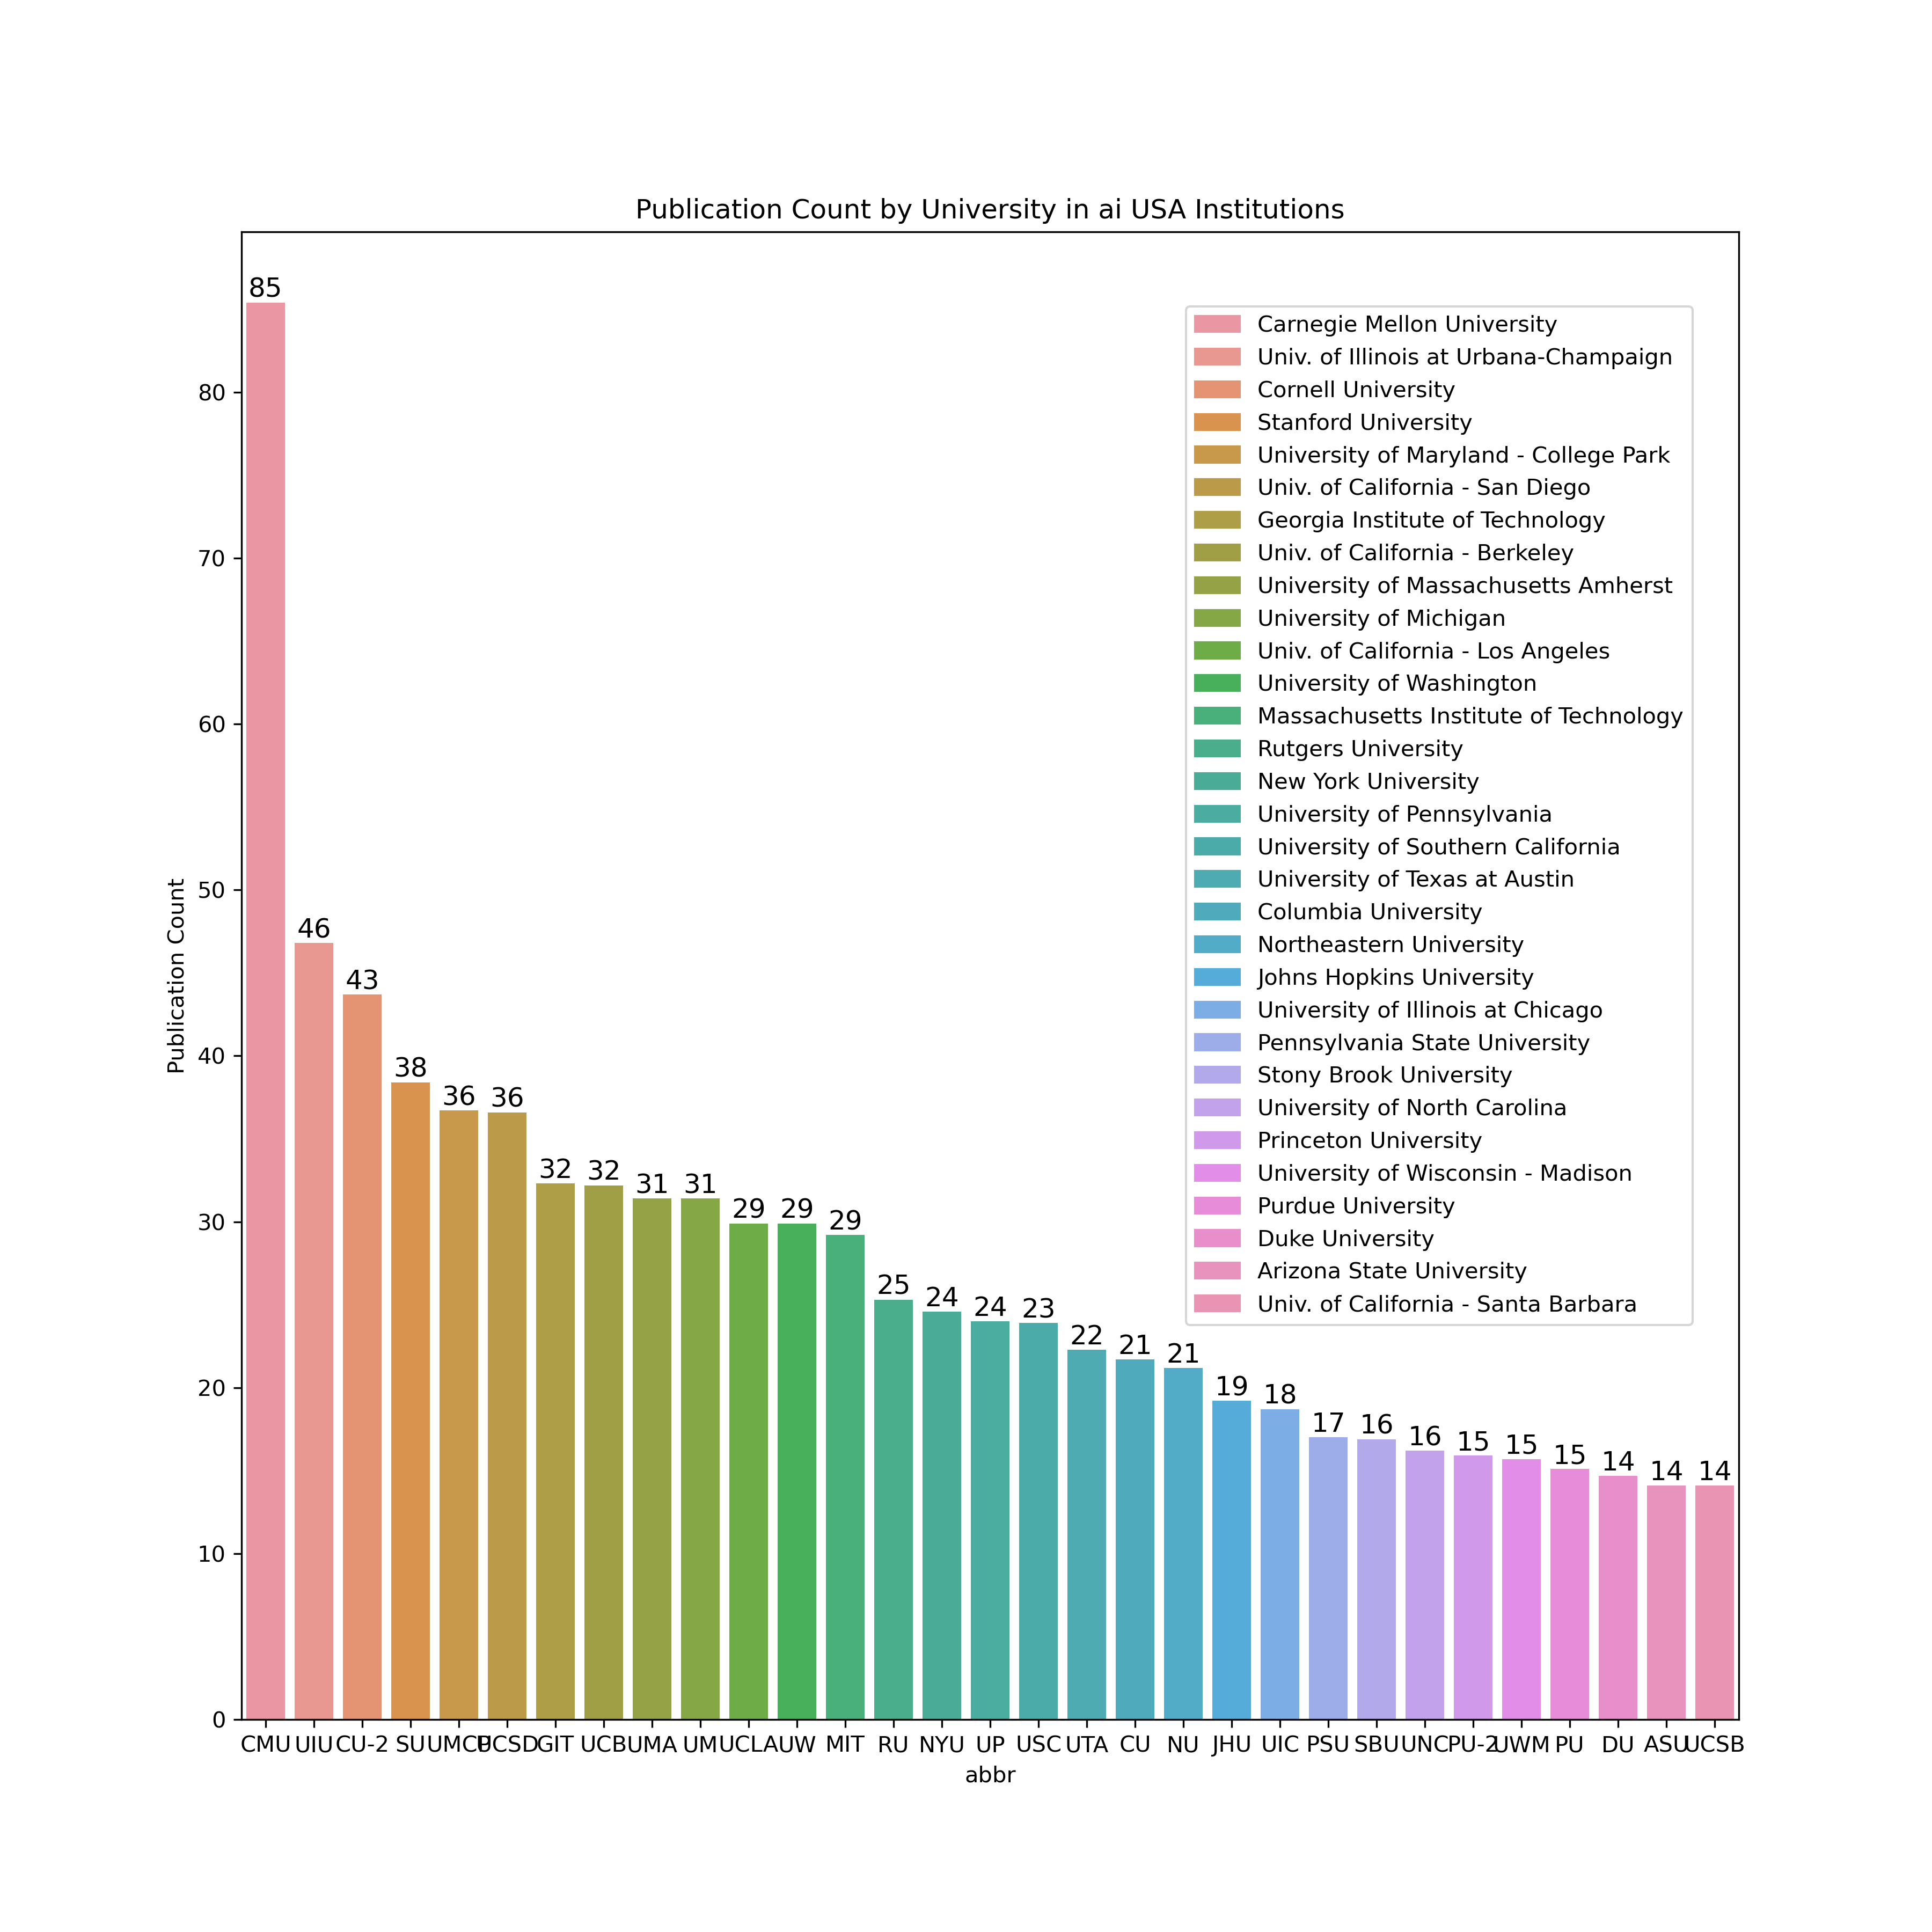 Publication Count by University in ai USA Institutions
85
46
43
38
36 36
32 32
31 31
29 29 29
25
24 24
23
22
21 21
19
18
17
16 16
15 15 15
14 14 14
Carnegie Mellon University
Univ. of Illinois at Urbana-Champaign
Cornell University
Stanford University
University of Maryland - College Park
Univ. of California - San Diego
Georgia Institute of Technology
Univ. of California - Berkeley
University of Massachusetts Amherst
University of Michigan
Univ. of California - Los Angeles
University of Washington
Massachusetts Institute of Technology
Rutgers University
New York University
University of Pennsylvania
University of Southern California
University of Texas at Austin
Columbia University
Northeastern University
Johns Hopkins University
University of Illinois at Chicago
Pennsylvania State University
Stony Brook University
University of North Carolina
Princeton University
University of Wisconsin - Madison
Purdue University
Duke University
Arizona State University
Univ. of California - Santa Barbara
Publication Count
80
70
60
50
40
30
20
10
0
CMU UIU CU-2 SU UMCP UCSD GIT UCB UMA UM UCLA UW MIT RU NYU UP USC UTA CU NU JHU UIC PSU SBU UNC PU-2 UWM PU DU ASU UCSB
abbr